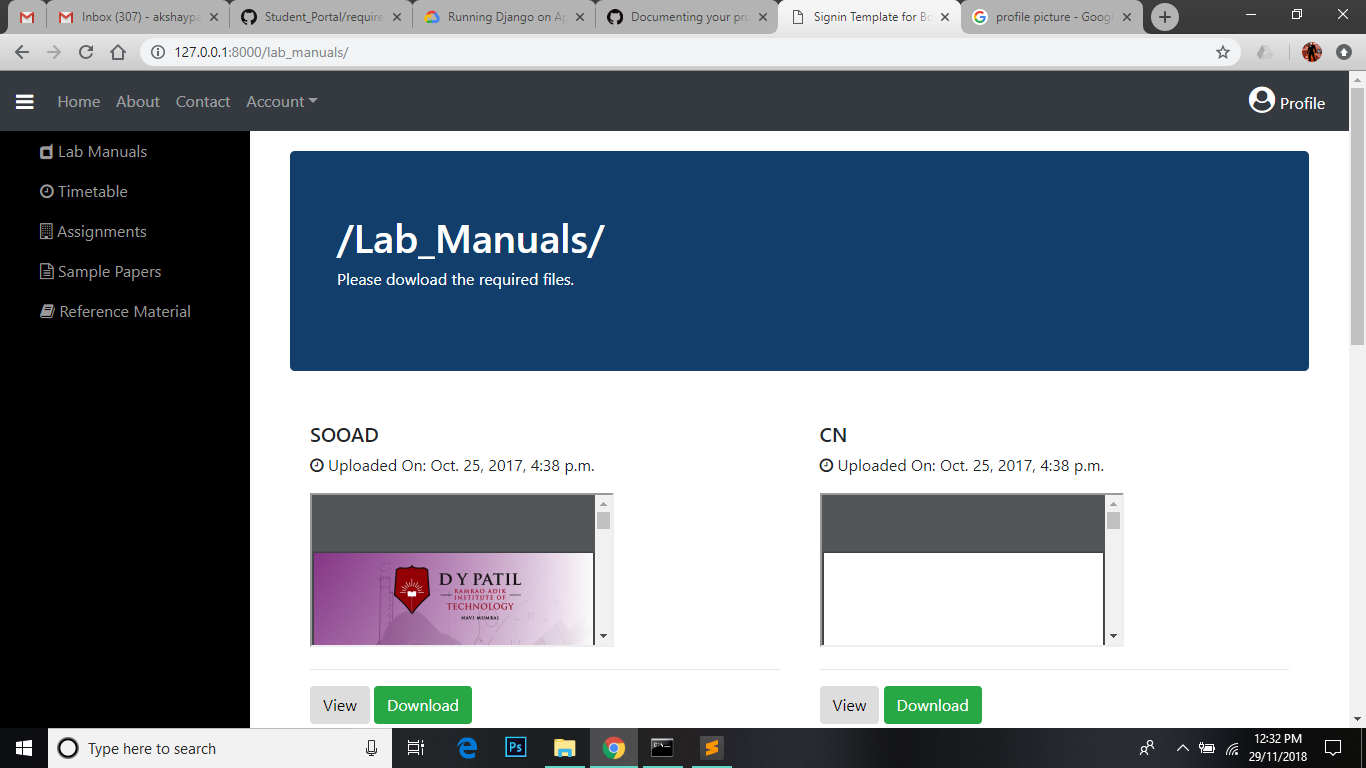 Inbox (307) - akshaypa
Student_Portal/require
Running Django on Ap
Documenting your pro
Signin Template for Bo
profile picture - Googl
127.0.0.1:8000/lab_manuals/
Home About Contact Account Profile
Lab Manuals
Timetable
Assignments
Sample Papers
Reference Material
/Lab_Manuals/
Please dowload the required files.
SOOAD
Uploaded On: Oct. 25, 2017, 4:38 p.m.
D Y PATIL
RAMRAO ADIK
INSTITUTE OF
TECHNOLOGY
NAVI MUMBAI
View Download
CN
Uploaded On: Oct. 25, 2017, 4:38 p.m.
View Download
Type here to search
Ps
12:32 PM
29/11/2018